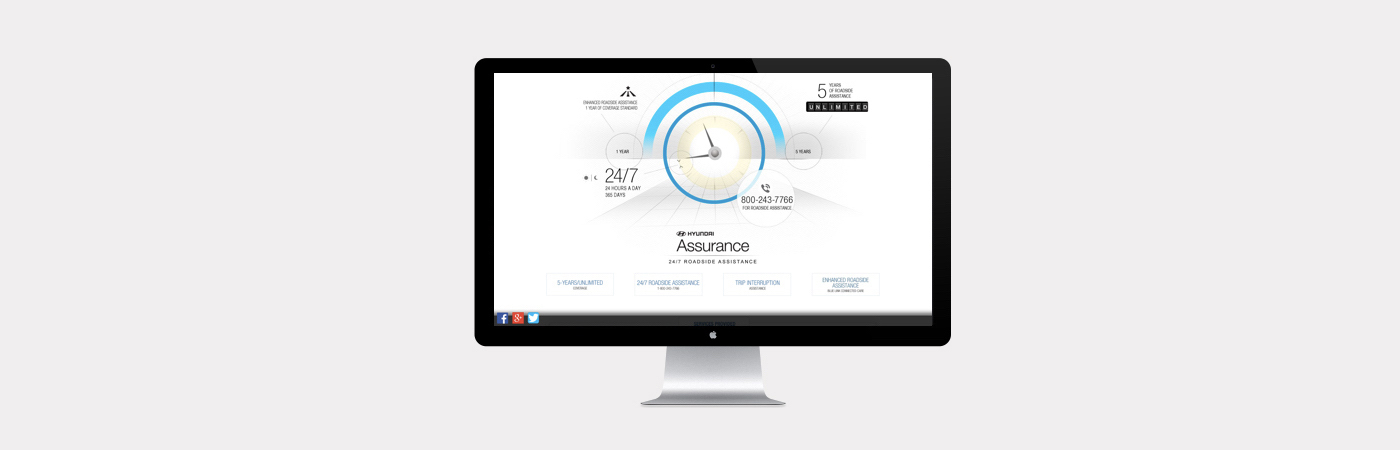 ENHANCED ROADSIDE ASSISTANCE
1 YEAR OF COVERAGE STANDARD
5 YEARS
OF ROADSIDE
ASSISTANCE
UNLIMITED
1 YEAR
5 YEARS
24/7
24 HOURS A DAY
365 DAYS
800-243-7766
FOR ROADSIDE ASSISTANCE
HYUNDAI
Assurance
24/7 ROADSIDE ASSISTANCE
5-YEARS/UNLIMITED
COVERAGE
24/7 ROADSIDE ASSISTANCE
1-800-243-7766
TRIP INTERRUPTION
ASSISTANCE
ENHANCED ROADSIDE
ASSISTANCE